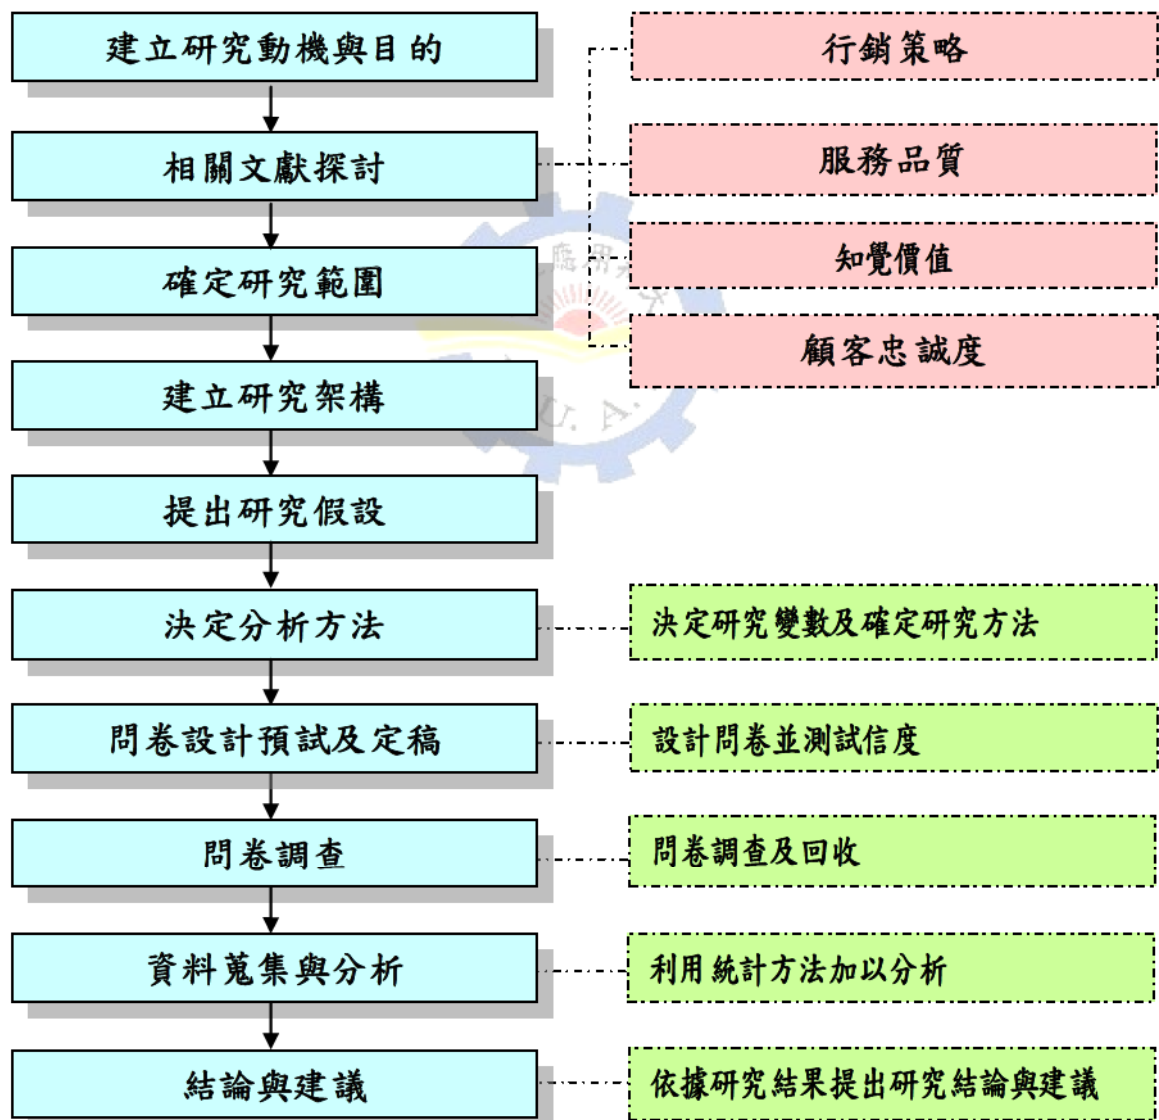 建立研究動機與目的
行銷策略
相關文獻探討
服務品質
確定研究範圍
知覺價值
建立研究架構
顧客忠誠度
提出研究假設
決定分析方法
決定研究變數及確定研究方法
問卷設計預試及定稿
設計問卷並測試信度
問卷調查
問卷調查及回收
資料蒐集與分析
利用統計方法加以分析
結論與建議
依據研究結果提出研究結論與建議
應用
U. A.